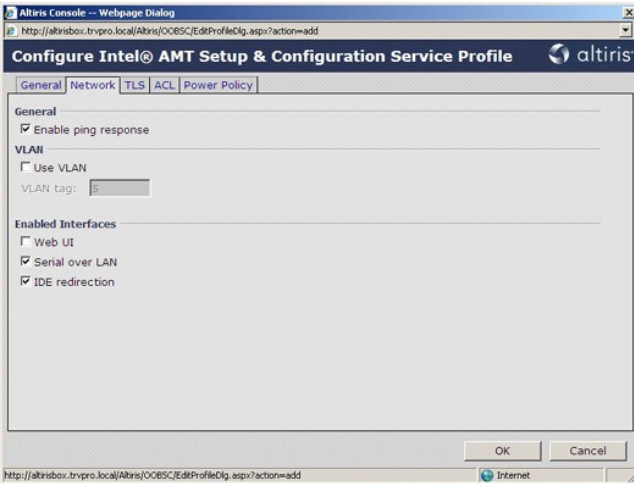 Altiris Console -- Webpage Dialog
http://altirisbox.trvpro.local/Altiris/OOBSC/EditProfileDlg.aspx?action=add
Configure Intel® AMT Setup & Configuration Service Profile
altiris
General Network TLS ACL Power Policy
General
Enable ping response
VLAN
Use VLAN
VLAN tag: 5
Enabled Interfaces
Web UI
Serial over LAN
IDE redirection
OK Cancel
http://altirisbox.trvpro.local/Altiris/OOBSC/EditProfileDlg.aspx?action=add Internet